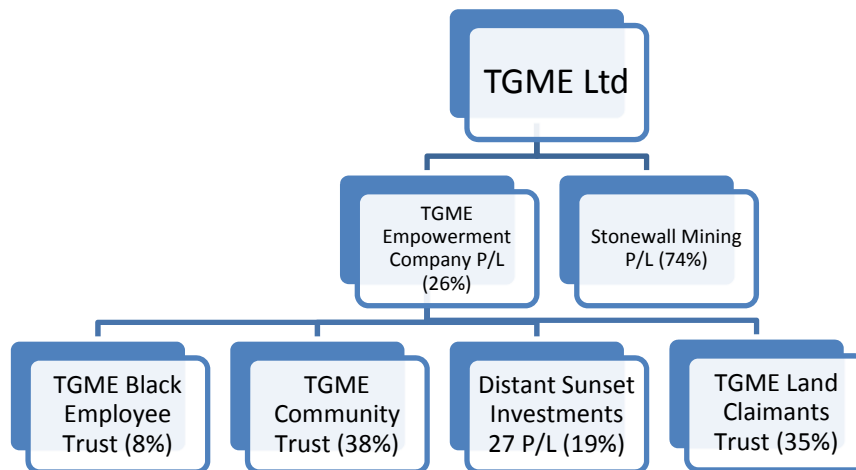 TGME Ltd
TGME
Empowerment
Company P/L
(26%)
Stonewall Mining
P/L (74%)
TGME Black
Employee
Trust (8%)
TGME
Community
Trust (38%)
Distant Sunset
Investments
27 P/L (19%)
TGME Land
Claimants
Trust (35%)